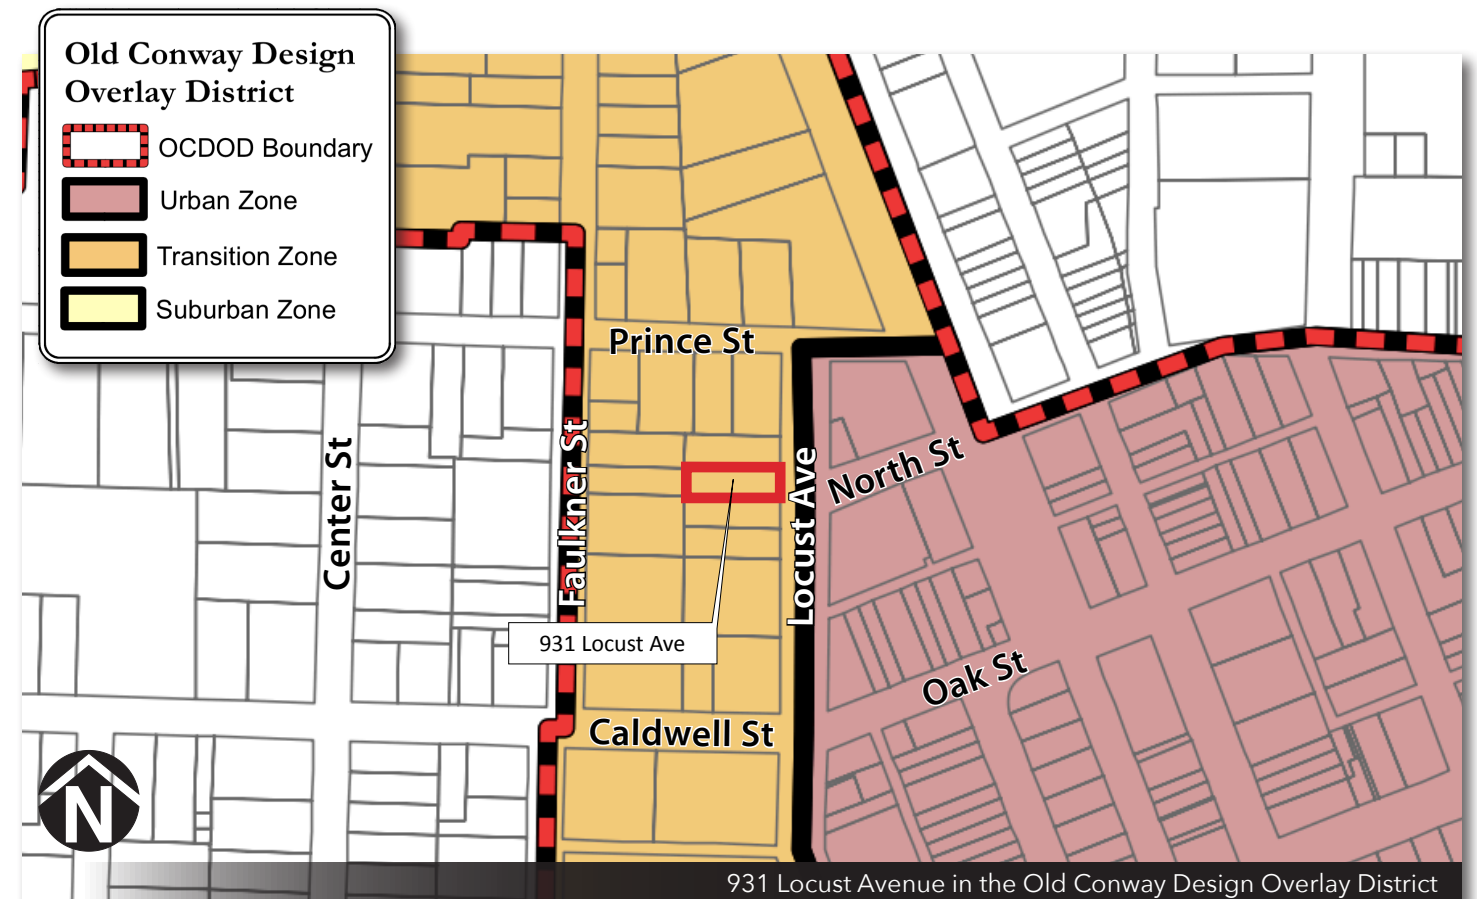 Old Conway Design
Overlay District
OCDOD Boundary
Urban Zone
Transition Zone
Suburban Zone
Prince St
Center St
Faulkner St
Locust Ave
North St
931 Locust Ave
Oak St
Caldwell St
N
931 Locust Avenue in the Old Conway Design Overlay District